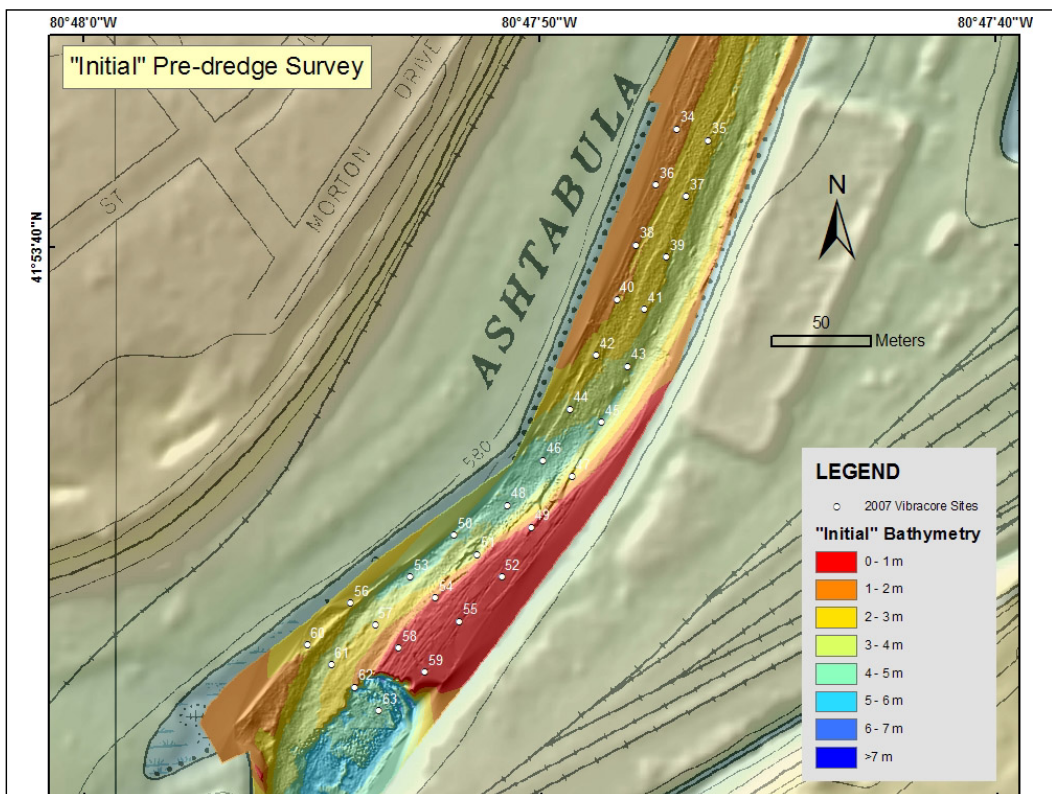 80°48'0"W
80°47'50"W
80°47'40"W
"Initial" Pre-dredge Survey
41°53'40"N
ST
MORTON DRIVE
ASHTABULA
580
N
50
Meters
34
35
36
37
38
39
40
41
42
43
44
45
46
48
49
50
52
53
54
55
56
57
58
59
60
61
62
63
LEGEND
2007 Vibracore Sites
"Initial" Bathymetry
0 - 1 m
1 - 2 m
2 - 3 m
3 - 4 m
4 - 5 m
5 - 6 m
6 - 7 m
>7 m